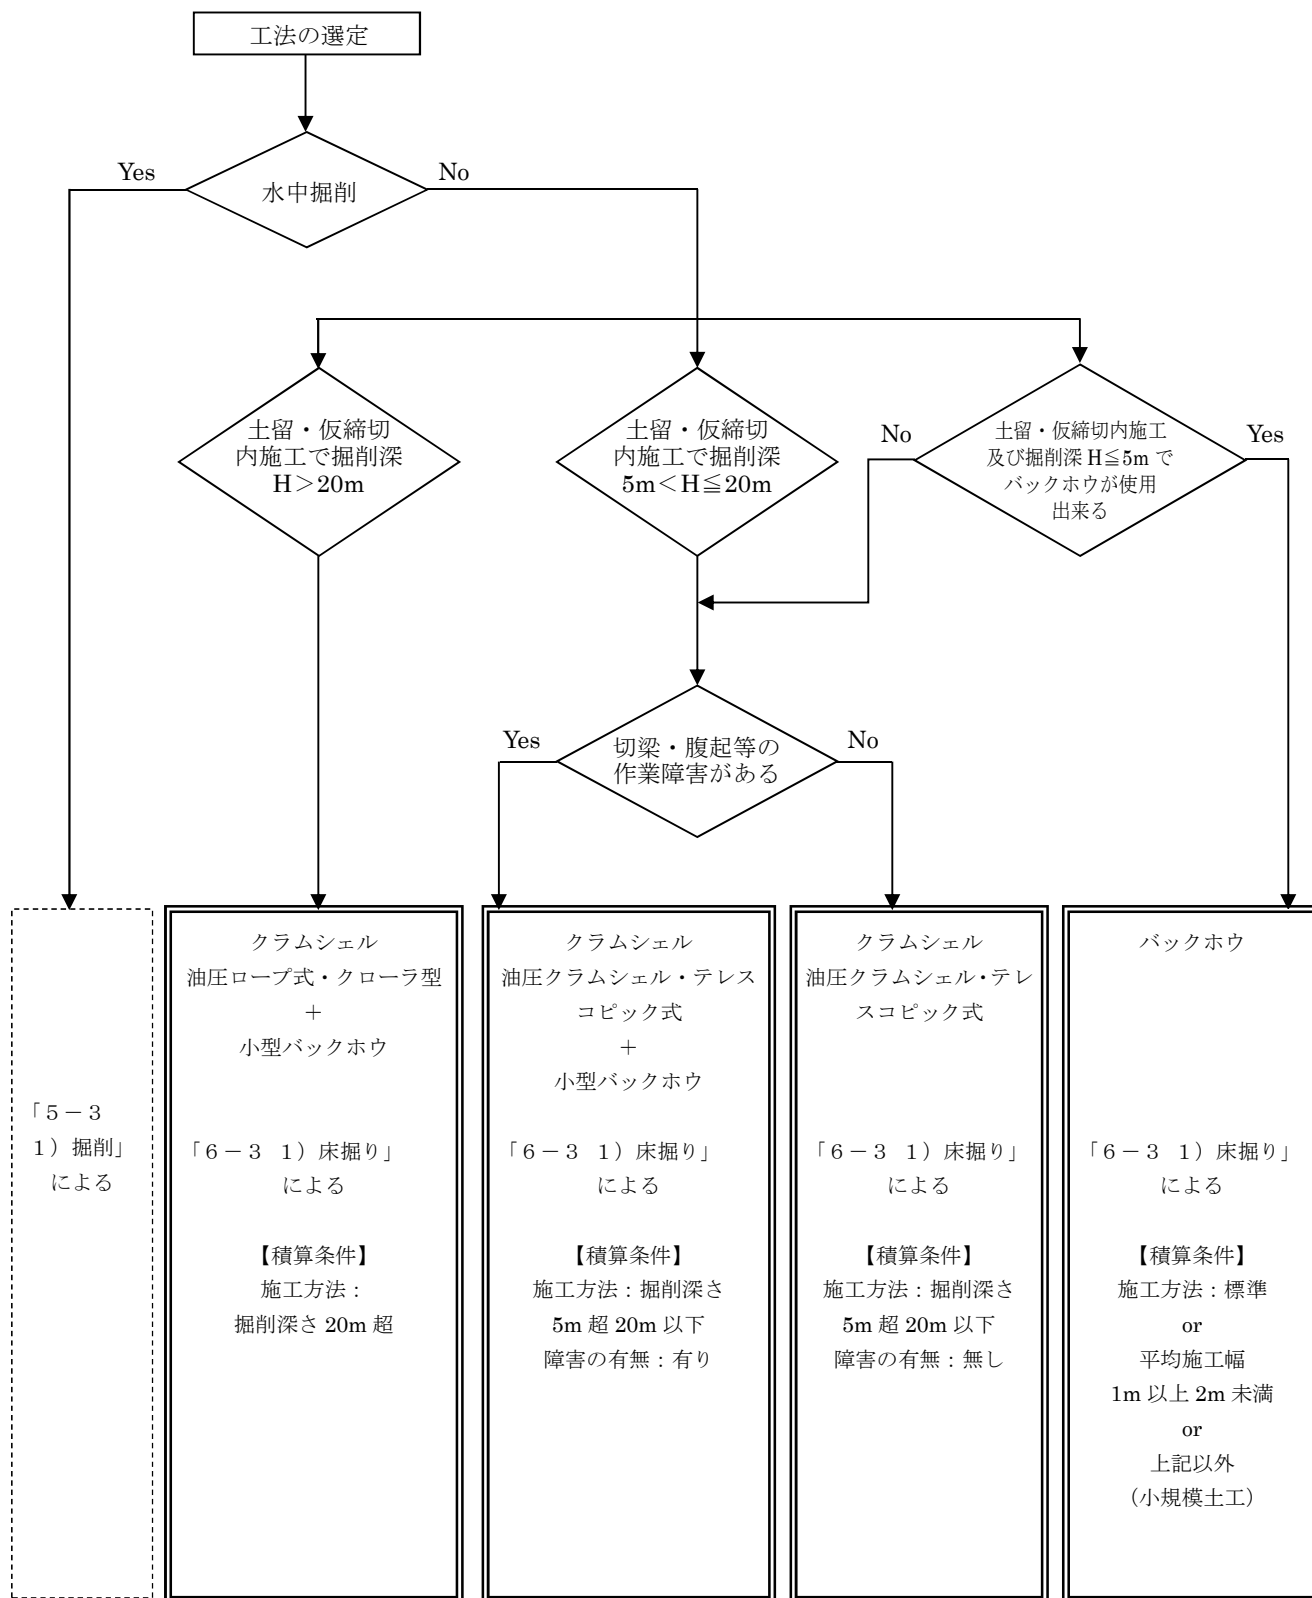 工法の選定
Yes
No
水中掘削
土留・仮締切
内施工で掘削深
H＞20m
土留・仮締切
内施工で掘削深
5m＜H≦20m
No
土留・仮締切内施工
及び掘削深 H≦5m で
バックホウが使用
出来る
Yes
Yes
切梁・腹起等の
作業障害がある
No
「５－３
１）掘削」
による
クラムシェル
油圧ロープ式・クローラ型
＋
小型バックホウ
「６－３ １）床掘り」
による
【積算条件】
施工方法：
掘削深さ 20m 超
クラムシェル
油圧クラムシェル・テレス
コピック式
＋
小型バックホウ
「６－３ １）床掘り」
による
【積算条件】
施工方法：掘削深さ
5m 超 20m 以下
障害の有無：有り
クラムシェル
油圧クラムシェル・テレ
スコピック式
「６－３ １）床掘り」
による
【積算条件】
施工方法：掘削深さ
5m 超 20m 以下
障害の有無：無し
バックホウ
「６－３ １）床掘り」
による
【積算条件】
施工方法：標準
or
平均施工幅
1m 以上 2m 未満
or
上記以外
（小規模土工）